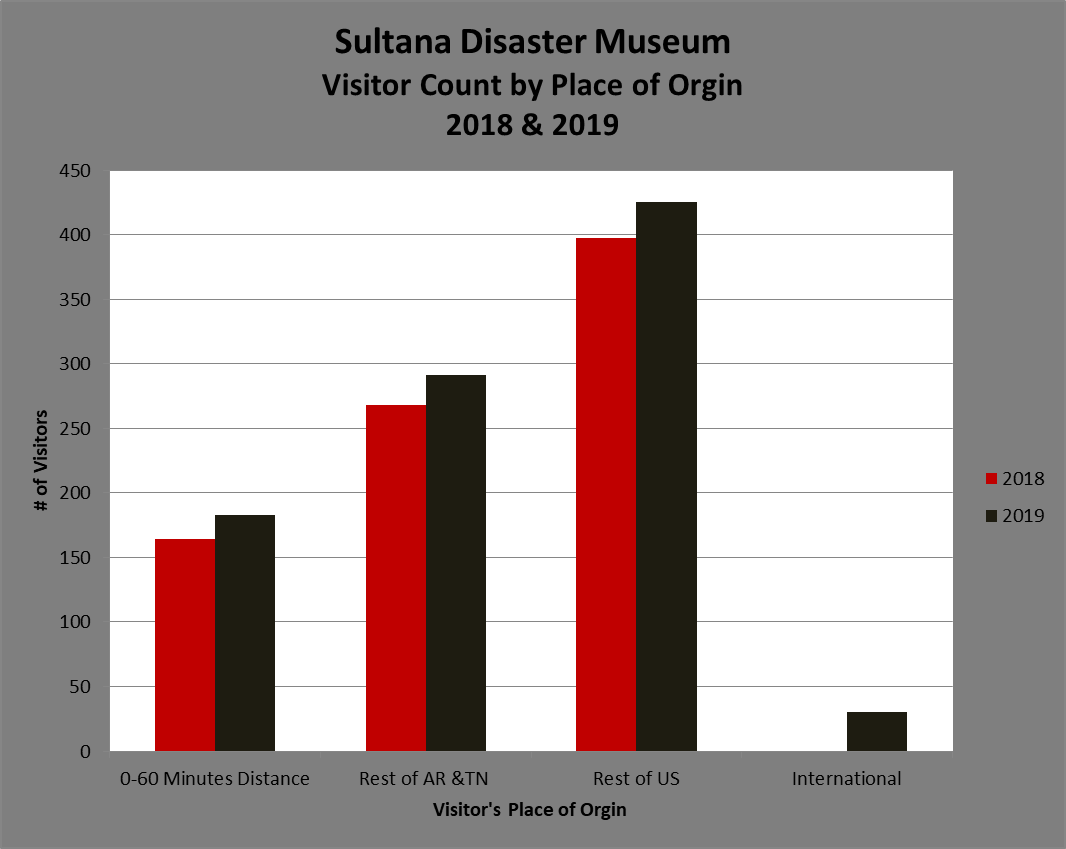 Sultana Disaster Museum
Visitor Count by Place of Orgin
2018 & 2019
450
400
350
300
250
200
150
100
50
0
# of Visitors
0-60 Minutes Distance
Rest of AR &TN
Rest of US
International
Visitor's Place of Orgin
2018
2019